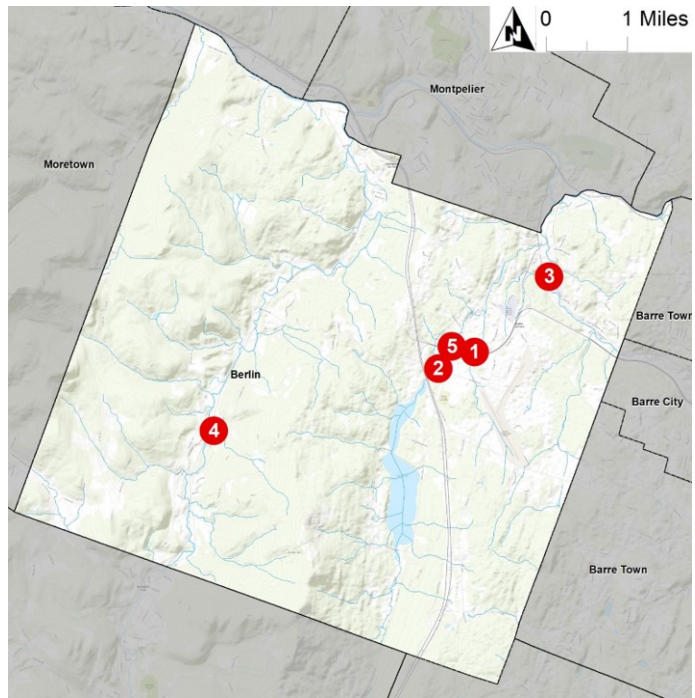 N
0 1 Miles
Montpelier
Moretown
3
Barre Town
5 1
2
Berlin
Barre City
4
Barre Town